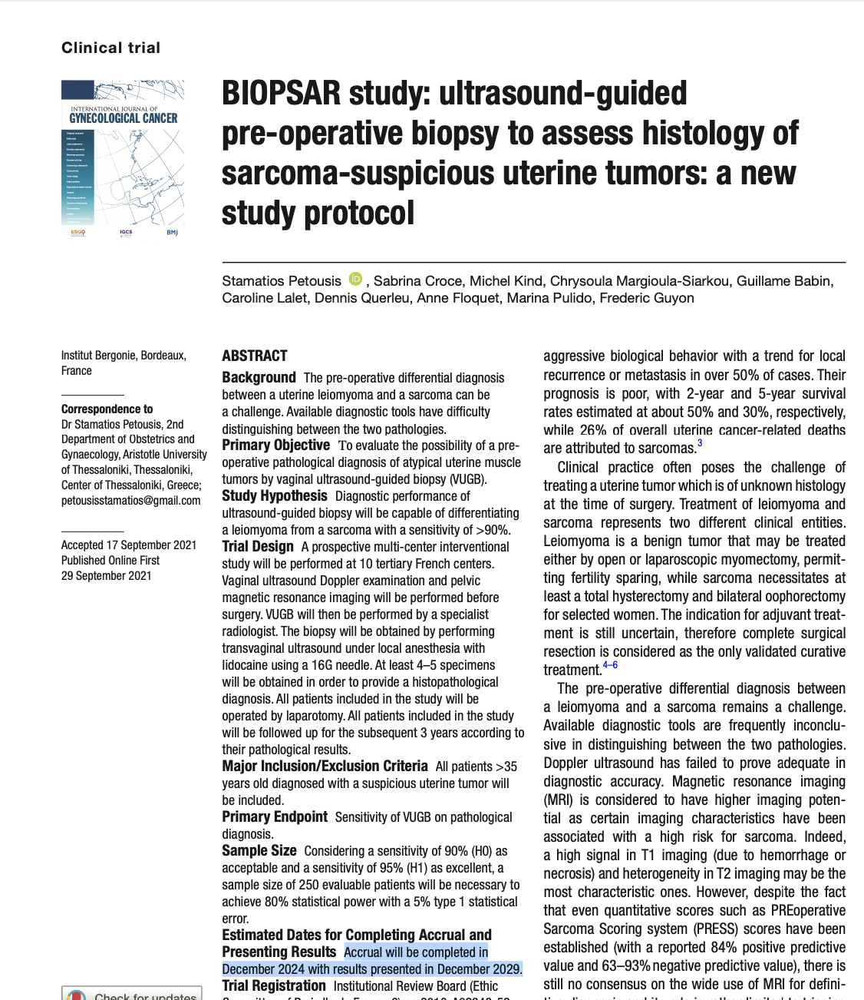 Clinical trial
INTERNATIONAL JOURNAL OF
GYNECOLOGICAL CANCER
ESGO
IGCS
BMJ
BIOPSAR study: ultrasound-guided
pre-operative biopsy to assess histology of
sarcoma-suspicious uterine tumors: a new
study protocol
Stamatios Petousis iD , Sabrina Croce, Michel Kind, Chrysoula Margioula-Siarkou, Guillame Babin,
Caroline Lalet, Dennis Querleu, Anne Floquet, Marina Pulido, Frederic Guyon
Institut Bergonie, Bordeaux,
France
Correspondence to
Dr Stamatios Petousis, 2nd
Department of Obstetrics and
Gynaecology, Aristotle University
of Thessaloniki, Thessaloniki,
Center of Thessaloniki, Greece;
petousisstamatios@gmail.com
Accepted 17 September 2021
Published Online First
29 September 2021
Check for updates
ABSTRACT
Background The pre-operative differential diagnosis
between a uterine leiomyoma and a sarcoma can be
a challenge. Available diagnostic tools have difficulty
distinguishing between the two pathologies.
Primary Objective To evaluate the possibility of a pre-
operative pathological diagnosis of atypical uterine muscle
tumors by vaginal ultrasound-guided biopsy (VUGB).
Study Hypothesis Diagnostic performance of
ultrasound-guided biopsy will be capable of differentiating
a leiomyoma from a sarcoma with a sensitivity of >90%.
Trial Design A prospective multi-center interventional
study will be performed at 10 tertiary French centers.
Vaginal ultrasound Doppler examination and pelvic
magnetic resonance imaging will be performed before
surgery. VUGB will then be performed by a specialist
radiologist. The biopsy will be obtained by performing
transvaginal ultrasound under local anesthesia with
lidocaine using a 16G needle. At least 4–5 specimens
will be obtained in order to provide a histopathological
diagnosis. All patients included in the study will be
operated by laparotomy. All patients included in the study
will be followed up for the subsequent 3 years according to
their pathological results.
Major Inclusion/Exclusion Criteria All patients >35
years old diagnosed with a suspicious uterine tumor will
be included.
Primary Endpoint Sensitivity of VUGB on pathological
diagnosis.
Sample Size Considering a sensitivity of 90% (H0) as
acceptable and a sensitivity of 95% (H1) as excellent, a
sample size of 250 evaluable patients will be necessary to
achieve 80% statistical power with a 5% type 1 statistical
error.
Estimated Dates for Completing Accrual and
Presenting Results Accrual will be completed in
December 2024 with results presented in December 2029.
Trial Registration Institutional Review Board (Ethic
aggressive biological behavior with a trend for local
recurrence or metastasis in over 50% of cases. Their
prognosis is poor, with 2-year and 5-year survival
rates estimated at about 50% and 30%, respectively,
while 26% of overall uterine cancer-related deaths
are attributed to sarcomas.3
Clinical practice often poses the challenge of
treating a uterine tumor which is of unknown histology
at the time of surgery. Treatment of leiomyoma and
sarcoma represents two different clinical entities.
Leiomyoma is a benign tumor that may be treated
either by open or laparoscopic myomectomy, permit-
ting fertility sparing, while sarcoma necessitates at
least a total hysterectomy and bilateral oophorectomy
for selected women. The indication for adjuvant treat-
ment is still uncertain, therefore complete surgical
resection is considered as the only validated curative
treatment.4–6
The pre-operative differential diagnosis between
a leiomyoma and a sarcoma remains a challenge.
Available diagnostic tools are frequently inconclu-
sive in distinguishing between the two pathologies.
Doppler ultrasound has failed to prove adequate in
diagnostic accuracy. Magnetic resonance imaging
(MRI) is considered to have higher imaging poten-
tial as certain imaging characteristics have been
associated with a high risk for sarcoma. Indeed,
a high signal in T1 imaging (due to hemorrhage or
necrosis) and heterogeneity in T2 imaging may be the
most characteristic ones. However, despite the fact
that even quantitative scores such as PREoperative
Sarcoma Scoring system (PRESS) scores have been
established (with a reported 84% positive predictive
value and 63–93% negative predictive value), there is
still no consensus on the wide use of MRI for defini-